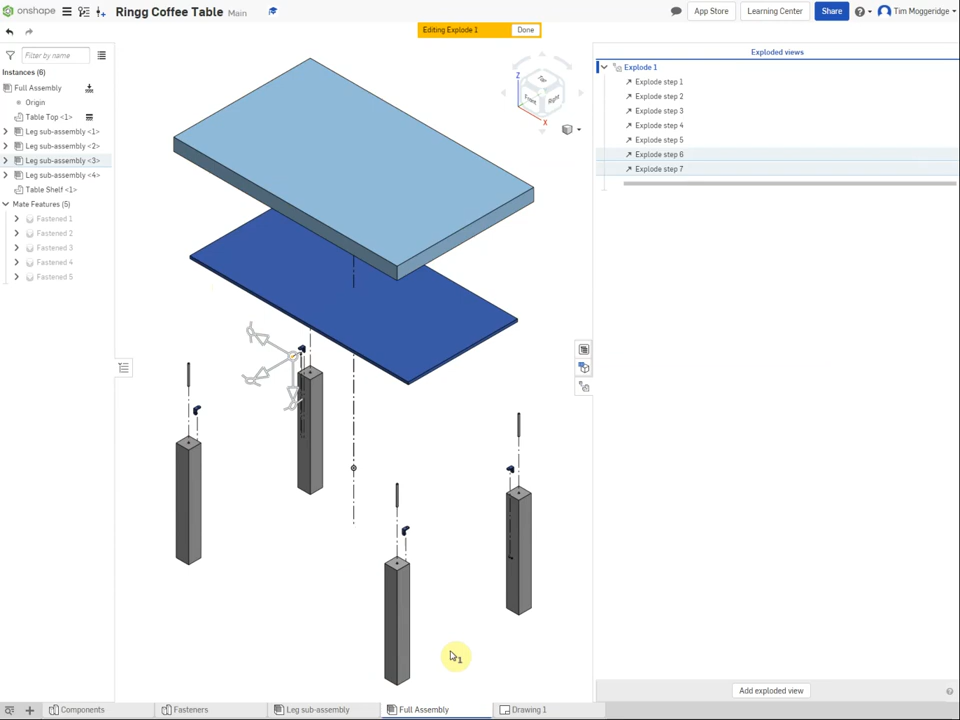 onshape Ringg Coffee Table Main App Store Learning Center Share Tim Moggeridge
Editing Explode 1 Done
Filter by name
Instances (6)
Full Assembly
Origin
Table Top <1>
Leg sub-assembly <1>
Leg sub-assembly <2>
Leg sub-assembly <3>
Leg sub-assembly <4>
Table Shelf <1>
Mate Features (5)
Fastened 1
Fastened 2
Fastened 3
Fastened 4
Fastened 5
Z
Top
Front
Right
X
Exploded views
Explode 1
Explode step 1
Explode step 2
Explode step 3
Explode step 4
Explode step 5
Explode step 6
Explode step 7
Add exploded view
Components Fasteners Leg sub-assembly Full Assembly Drawing 1